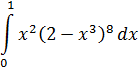 ∫₀¹ x²(2 − x³)⁸ dx